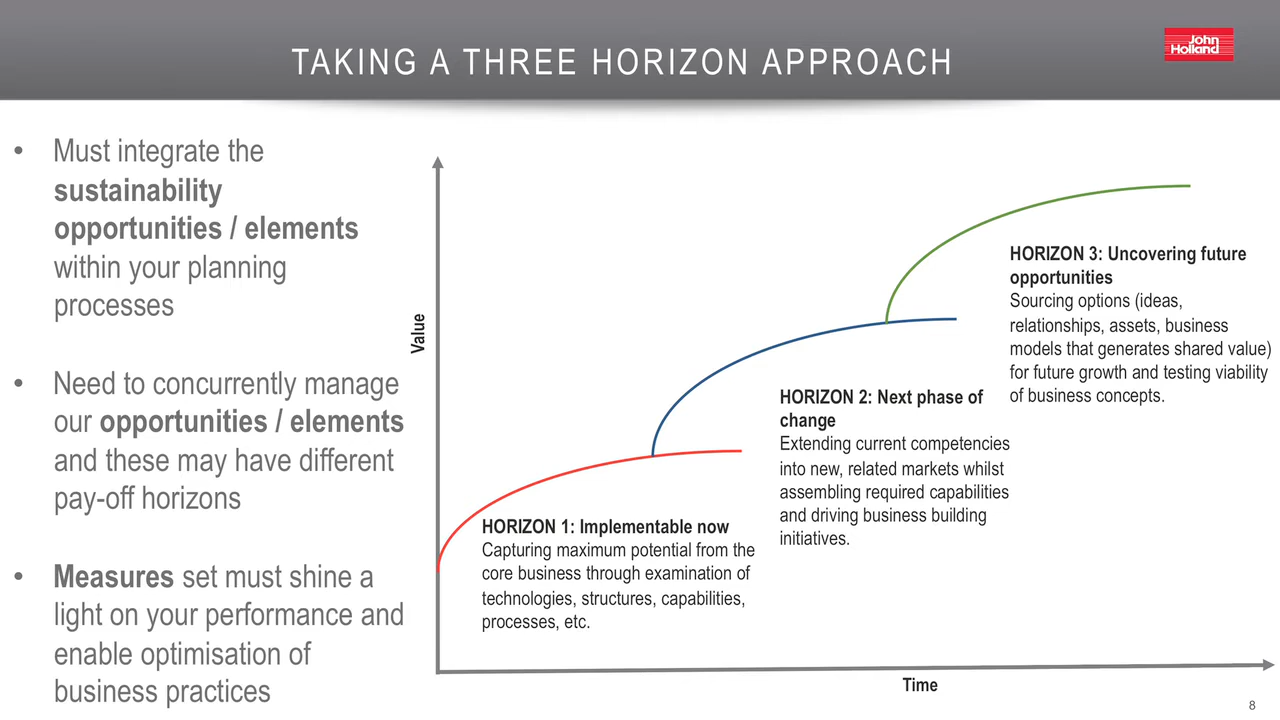 TAKING A THREE HORIZON APPROACH
John
Holland
• Must integrate the
sustainability
opportunities / elements
within your planning
processes
• Need to concurrently manage
our opportunities / elements
and these may have different
pay-off horizons
• Measures set must shine a
light on your performance and
enable optimisation of
business practices
Value
HORIZON 1: Implementable now
Capturing maximum potential from the
core business through examination of
technologies, structures, capabilities,
processes, etc.
HORIZON 2: Next phase of
change
Extending current competencies
into new, related markets whilst
assembling required capabilities
and driving business building
initiatives.
HORIZON 3: Uncovering future
opportunities
Sourcing options (ideas,
relationships, assets, business
models that generates shared value)
for future growth and testing viability
of business concepts.
Time
8